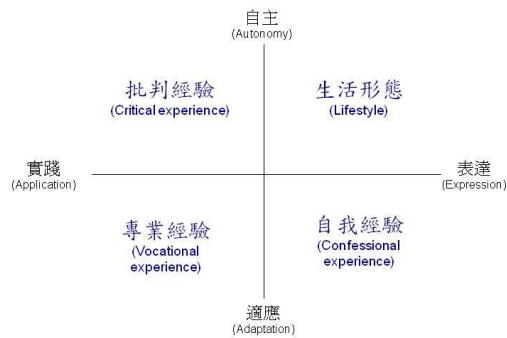 自主
(Autonomy)
批判經驗
(Critical experience)
生活形態
(Lifestyle)
實踐
(Application)
表達
(Expression)
專業經驗
(Vocational
experience)
自我經驗
(Confessional
experience)
適應
(Adaptation)